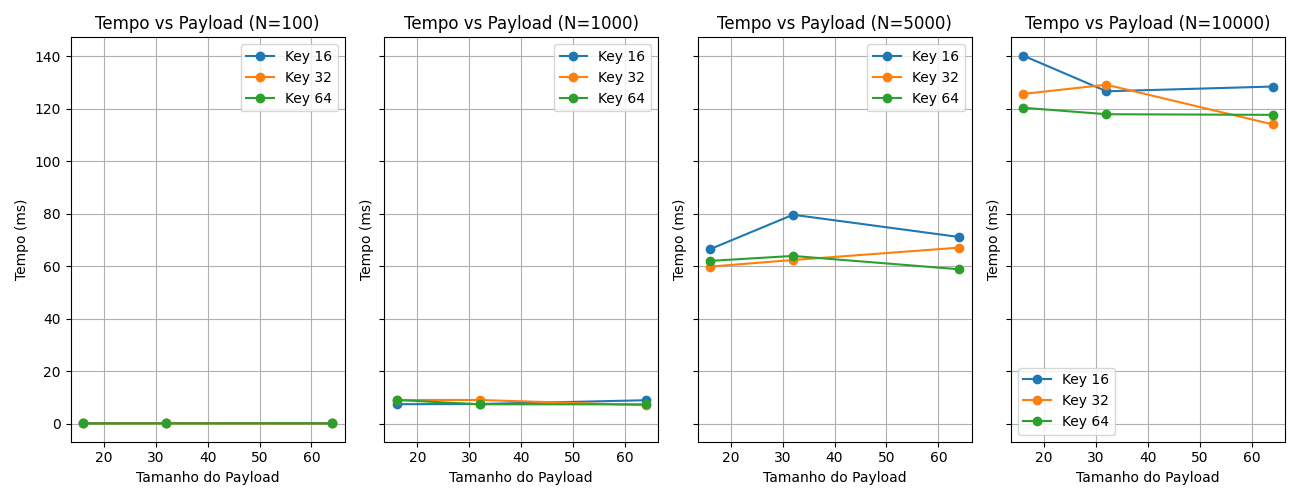 Tempo vs Payload (N=100)
Tempo (ms)
140
120
100
80
60
40
20
0
Key 16
Key 32
Key 64
20 30 40 50 60
Tamanho do Payload
Tempo vs Payload (N=1000)
Tempo (ms)
Key 16
Key 32
Key 64
20 30 40 50 60
Tamanho do Payload
Tempo vs Payload (N=5000)
Tempo (ms)
Key 16
Key 32
Key 64
20 30 40 50 60
Tamanho do Payload
Tempo vs Payload (N=10000)
Tempo (ms)
Key 16
Key 32
Key 64
20 30 40 50 60
Tamanho do Payload